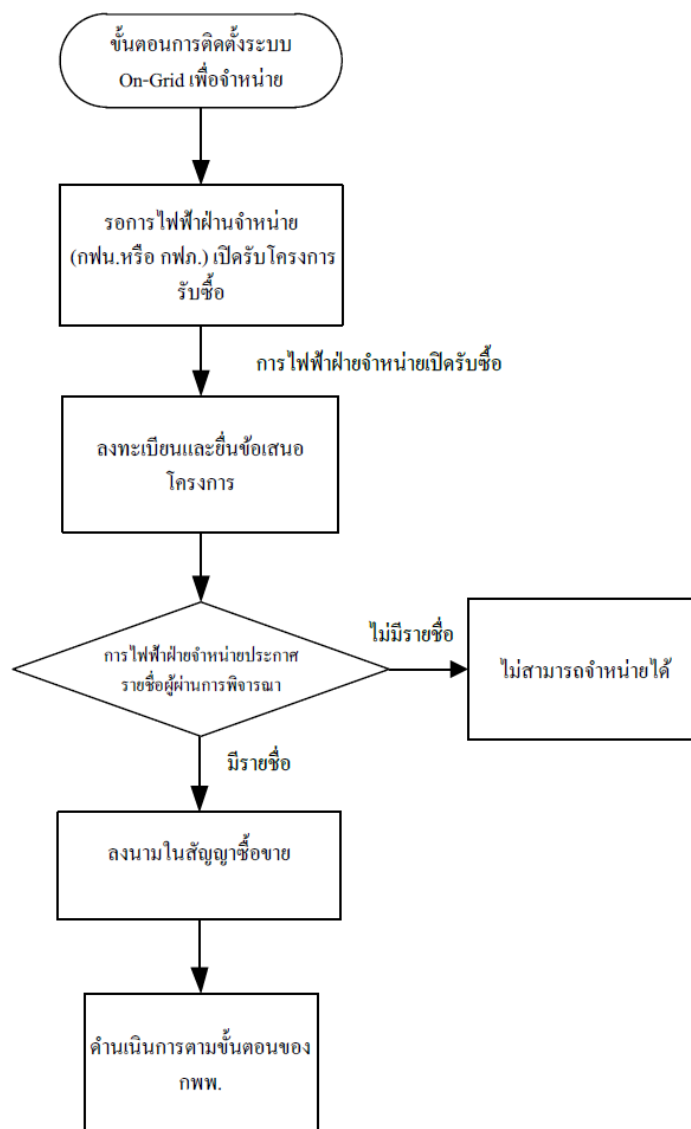 ขั้นตอนการติดตั้งระบบ
On-Grid เพื่อจำหน่าย
รอการไฟฟ้าฝ่านจำหน่าย
(กฟน.หรือ กฟภ.) เปิดรับโครงการ
รับซื้อ
การไฟฟ้าฝ่ายจำหน่ายเปิดรับซื้อ
ลงทะเบียนและยื่นข้อเสนอ
โครงการ
การไฟฟ้าฝ่ายจำหน่ายประกาศ
รายชื่อผู้ผ่านการพิจารณา
ไม่มีรายชื่อ
ไม่สามารถจำหน่ายได้
มีรายชื่อ
ลงนามในสัญญาซื้อขาย
ดำเนินการตามขั้นตอนของ
กพพ.